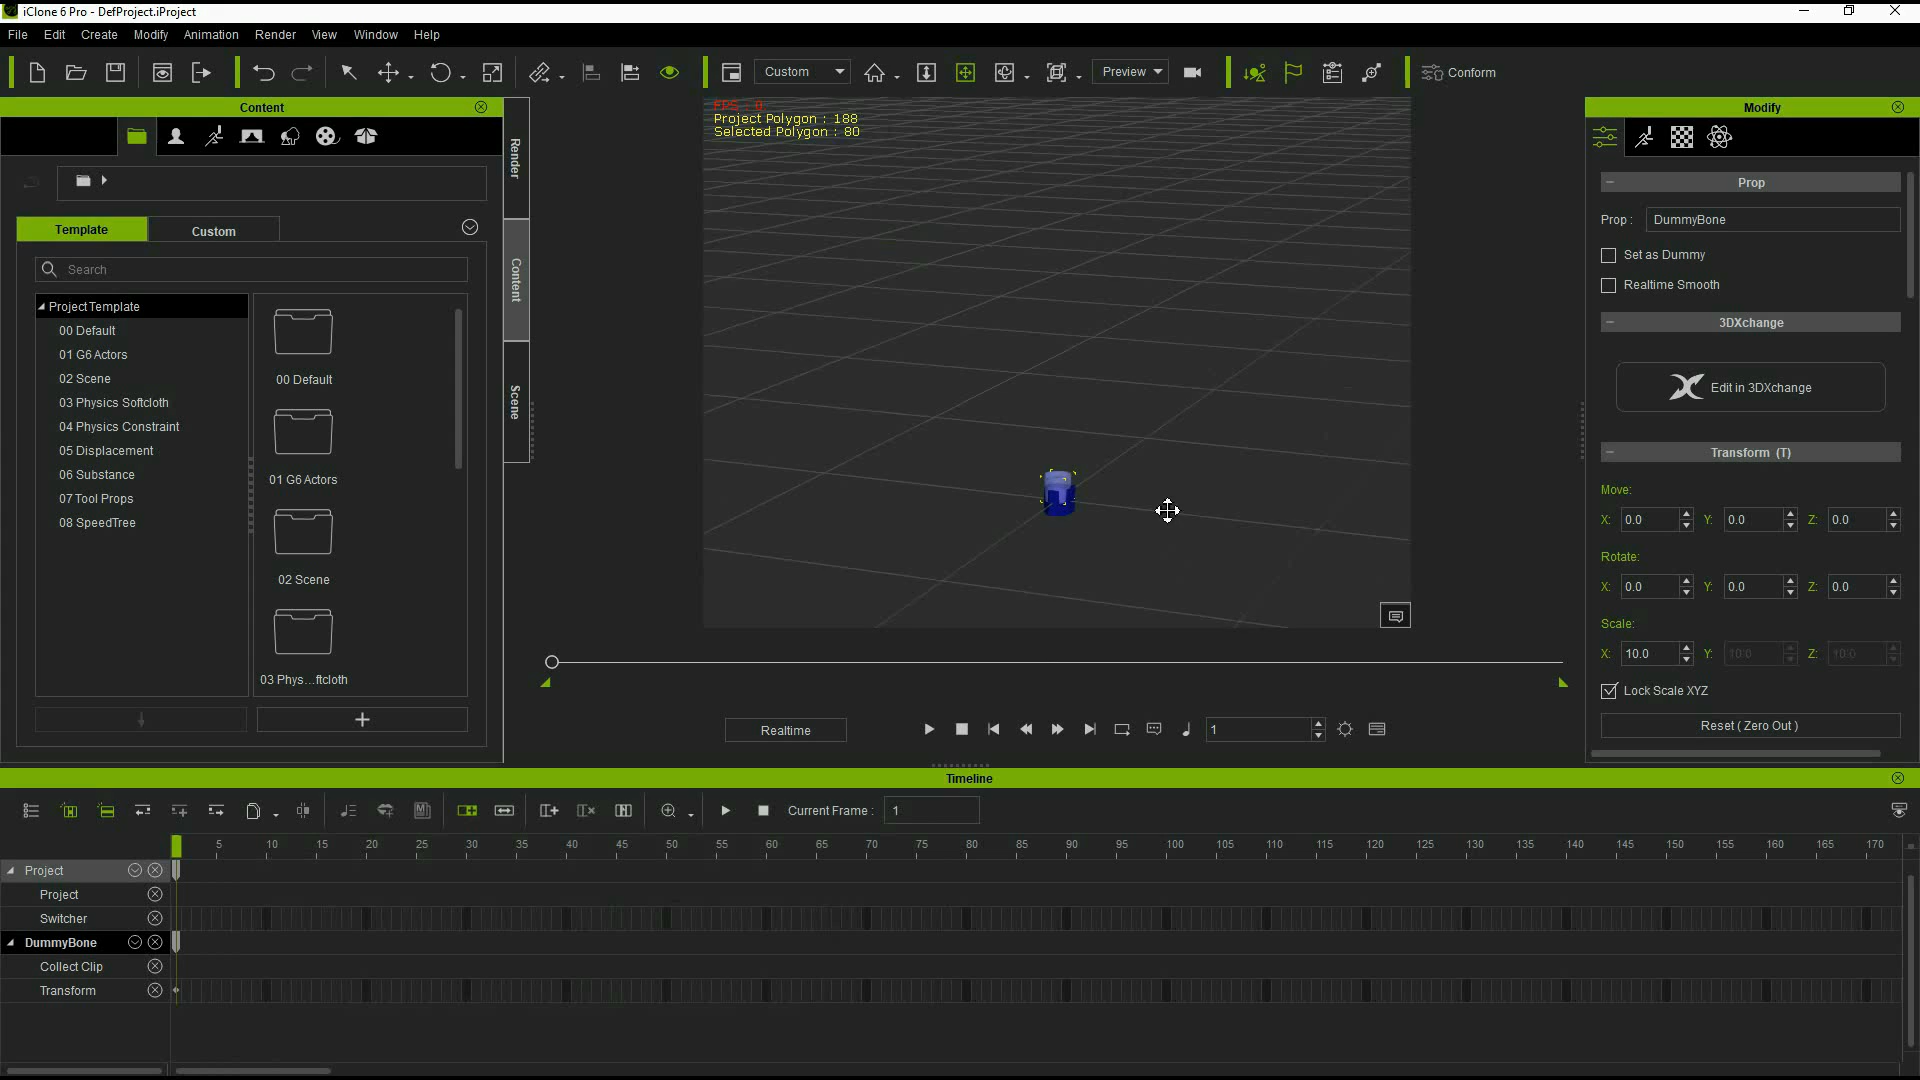 iClone 6 Pro - DefProject.iProject
File Edit Create Modify Animation Render View Window Help
Custom
Preview
Conform
Content
Template
Custom
Search
ProjectTemplate
00 Default
01 G6 Actors
02 Scene
03 Physics Softcloth
04 Physics Constraint
05 Displacement
06 Substance
07 Tool Props
08 SpeedTree
00 Default
01 G6 Actors
02 Scene
03 Phys...ftcloth
Render
Content
Scene
FPS : 0
Project Polygon : 188
Selected Polygon : 80
Realtime
1
Modify
Prop
Prop : DummyBone
Set as Dummy
Realtime Smooth
3DXchange
Edit in 3DXchange
Transform (T)
Move:
X: 0.0 Y: 0.0 Z: 0.0
Rotate:
X: 0.0 Y: 0.0 Z: 0.0
Scale:
X: 10.0 Y: 10.0 Z: 10.0
Lock Scale XYZ
Reset ( Zero Out )
Timeline
Current Frame : 1
5 10 15 20 25 30 35 40 45 50 55 60 65 70 75 80 85 90 95 100 105 110 115 120 125 130 135 140 145 150 155 160 165 170
Project
Project
Switcher
DummyBone
Collect Clip
Transform